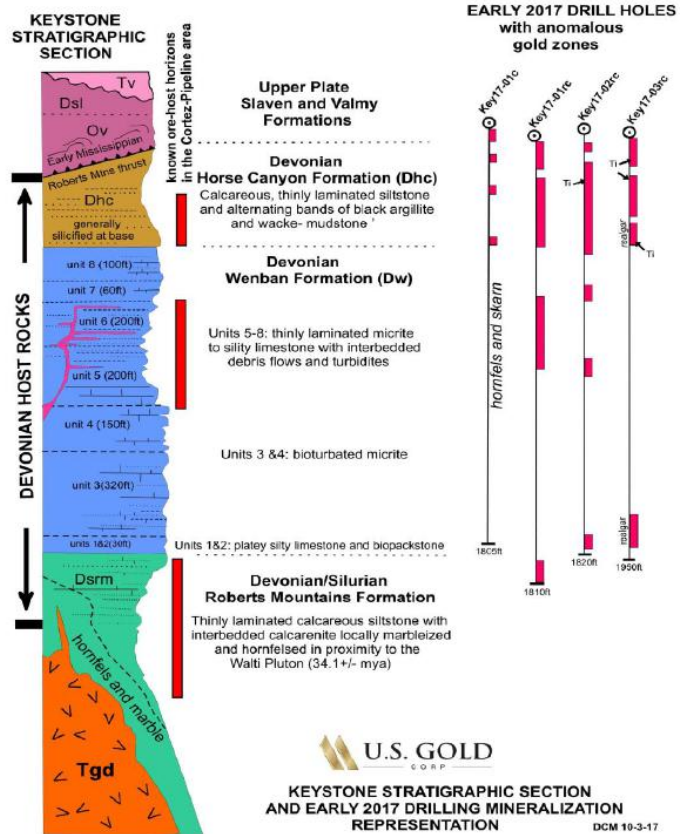 KEYSTONE
STRATIGRAPHIC
SECTION
known ore-host horizons
in the Cortez-Pipeline area
EARLY 2017 DRILL HOLES
with anomalous
gold zones
Tv
Dsl
Ov
Early Mississippian
Roberts Mtns thrust
Dhc
generally
silicified at base
unit 8 (100ft)
unit 7 (60ft)
unit 6 (200ft)
unit 5 (200ft)
unit 4 (150ft)
unit 3(320ft)
units 1&2(30ft)
Dsrm
hornfels and marble
Tgd
DEVONIAN HOST ROCKS
Upper Plate
Slaven and Valmy
Formations
Devonian
Horse Canyon Formation (Dhc)
Calcareous, thinly laminated siltstone
and alternating bands of black argillite
and wacke- mudstone '
Devonian
Wenban Formation (Dw)
Units 5-8: thinly laminated micrite
to silily limestone with interbedded
debris flows and turbidites
Units 3 &4: bioturbated micrite
Units 1&2: platey silty limestone and biopackstone
Devonian/Silurian
Roberts Mountains Formation
Thinly laminated calcareous siltstone with
interbedded calcarenite locally marbleized
and hornfelsed in proximity to the
Walti Pluton (34.1+/- mya)
Key17-01c
Key17-01rc
Key17-02rc
Key17-03rc
hornfels and skarn
Ti
Ti
realgar
Ti
realgar
1805ft
1810ft
1820ft
1950ft
U.S. GOLD
CORP
KEYSTONE STRATIGRAPHIC SECTION
AND EARLY 2017 DRILLING MINERALIZATION
REPRESENTATION
DCM 10-3-17